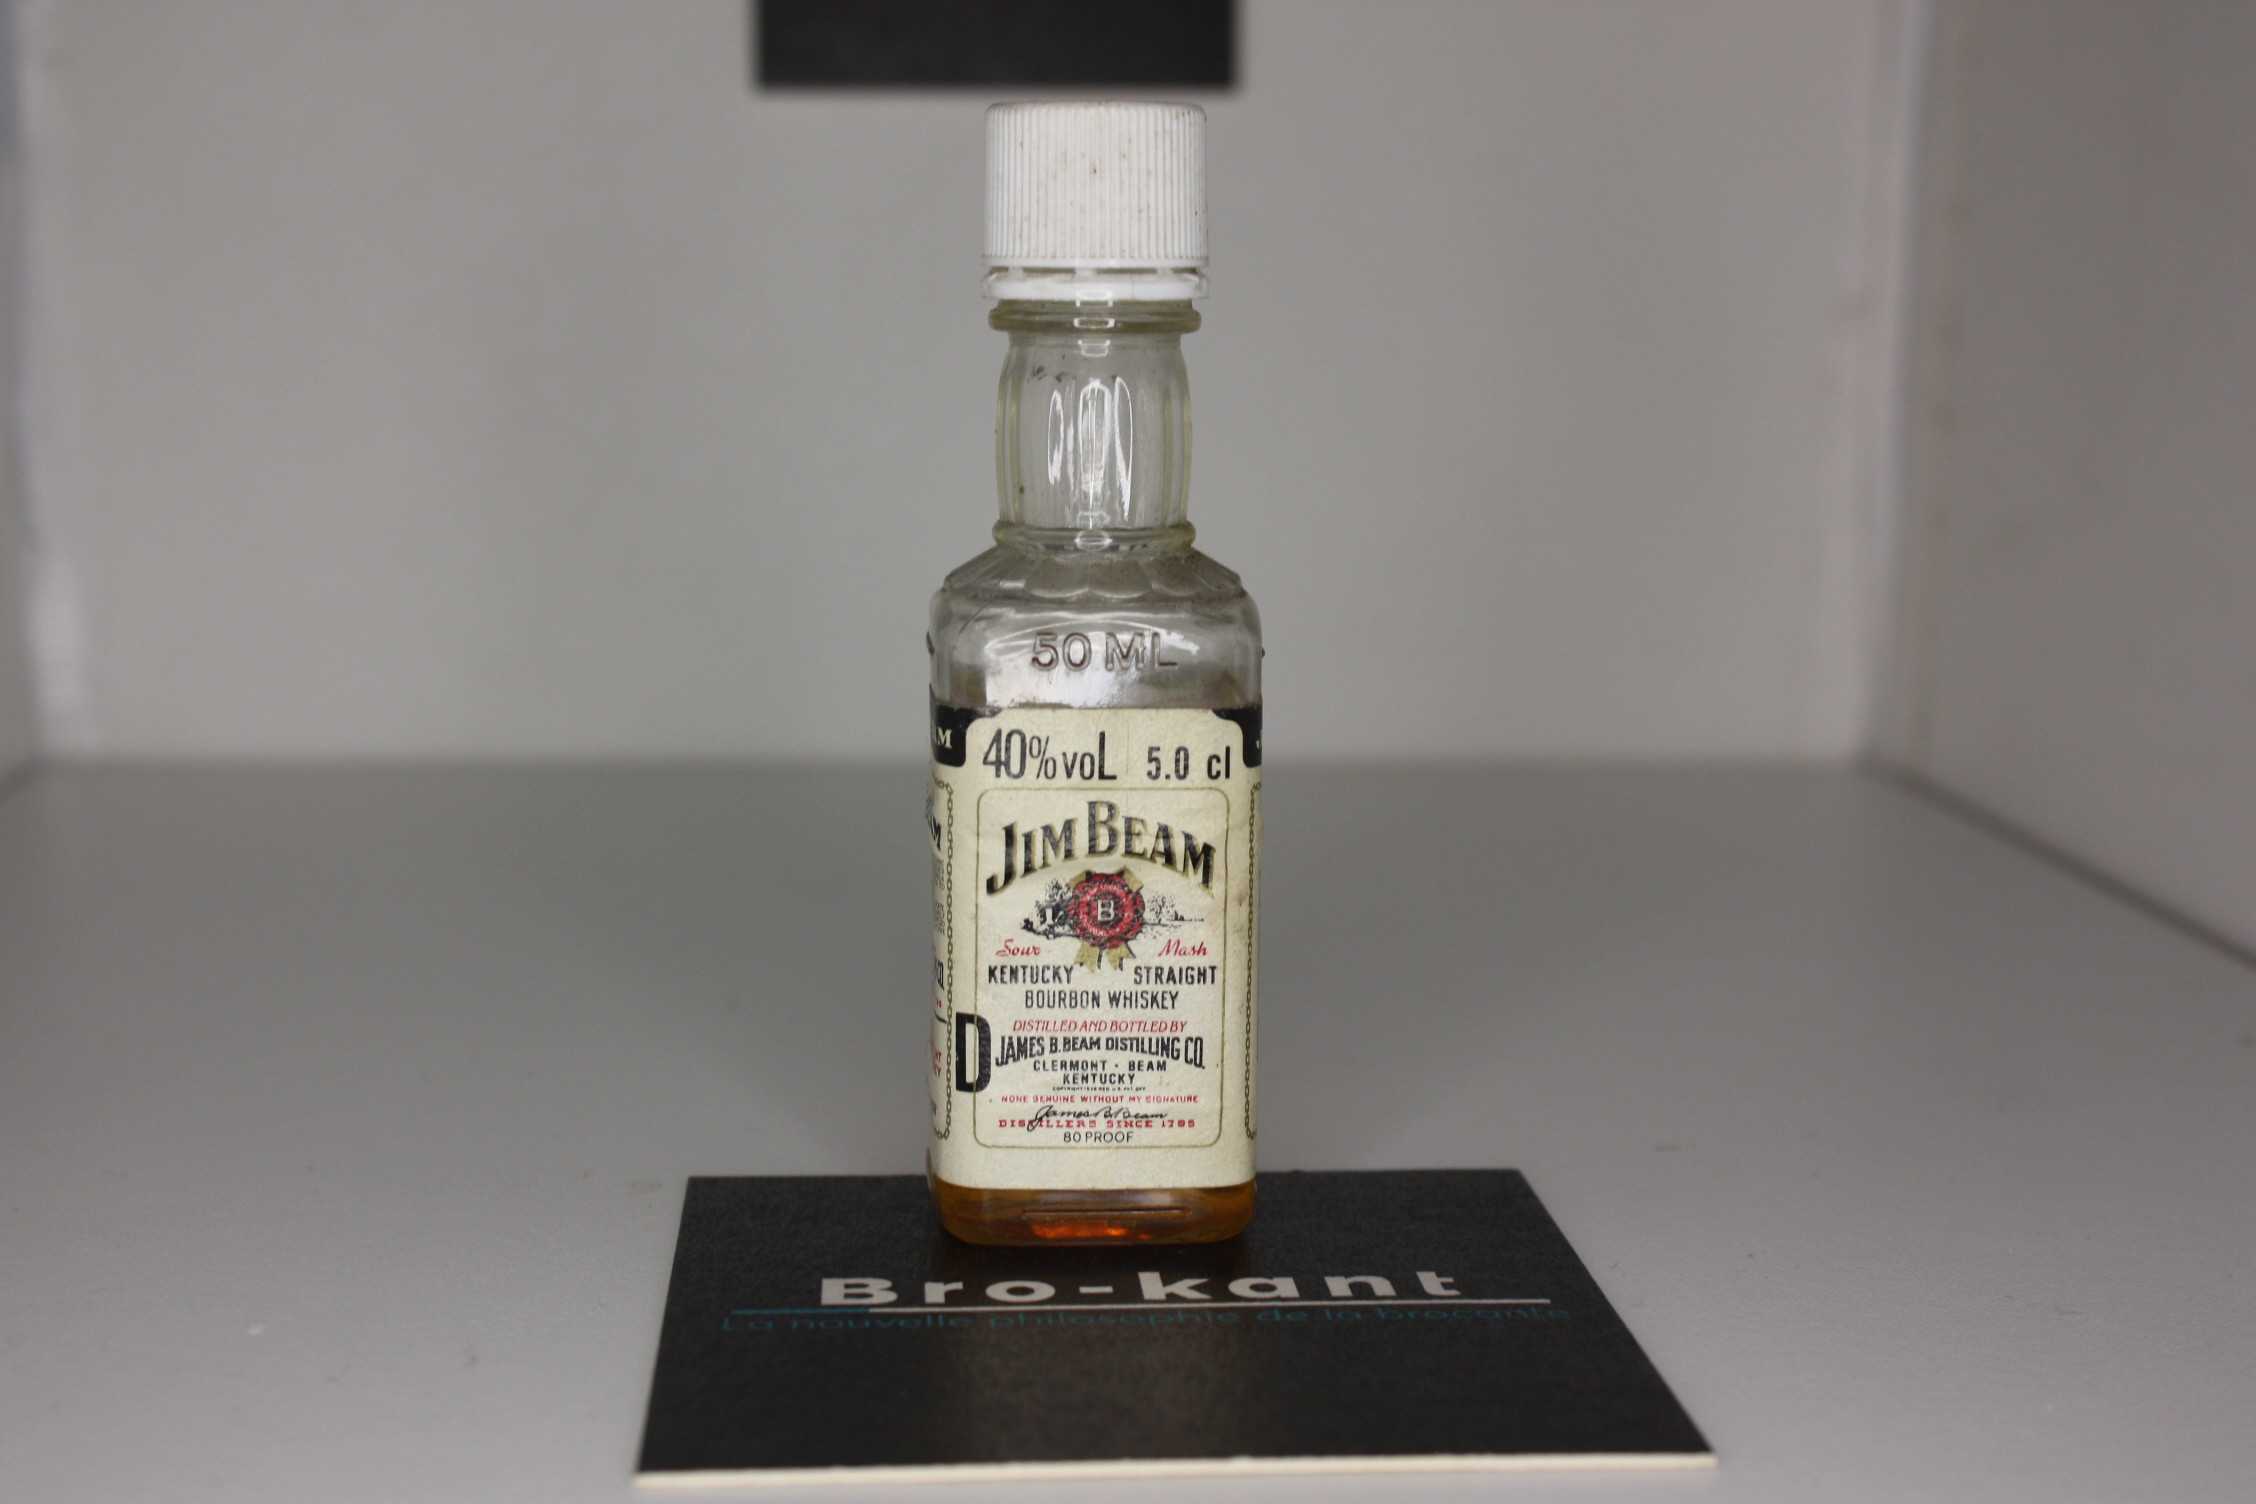 50 ML
40% voL 5.0 cl
JIM BEAM
B
Sour Mash
KENTUCKY STRAIGHT
BOURBON WHISKEY
DISTILLED AND BOTTLED BY
D
JAMES B. BEAM DISTILLING CO.
CLERMONT · BEAM
KENTUCKY
NONE GENUINE WITHOUT MY SIGNATURE
James B. Beam
DISTILLERS SINCE 1795
80 PROOF
Bro-kant
La nouvelle philosophie de la brocante